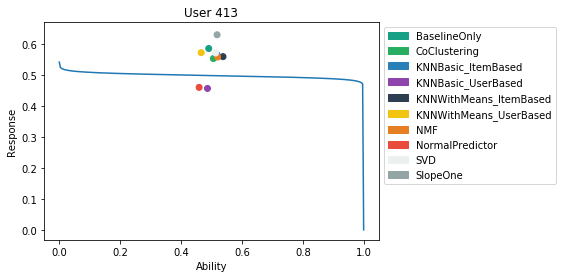 User 413
Response
0.6
0.5
0.4
0.3
0.2
0.1
0.0
0.0
0.2
0.4
0.6
0.8
1.0
Ability
BaselineOnly
CoClustering
KNNBasic_ItemBased
KNNBasic_UserBased
KNNWithMeans_ItemBased
KNNWithMeans_UserBased
NMF
NormalPredictor
SVD
SlopeOne